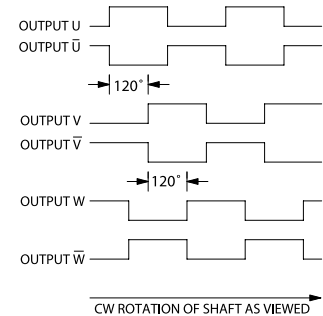 OUTPUT U
OUTPUT U̅
120°
OUTPUT V
OUTPUT V̅
120°
OUTPUT W
OUTPUT W̅
CW ROTATION OF SHAFT AS VIEWED